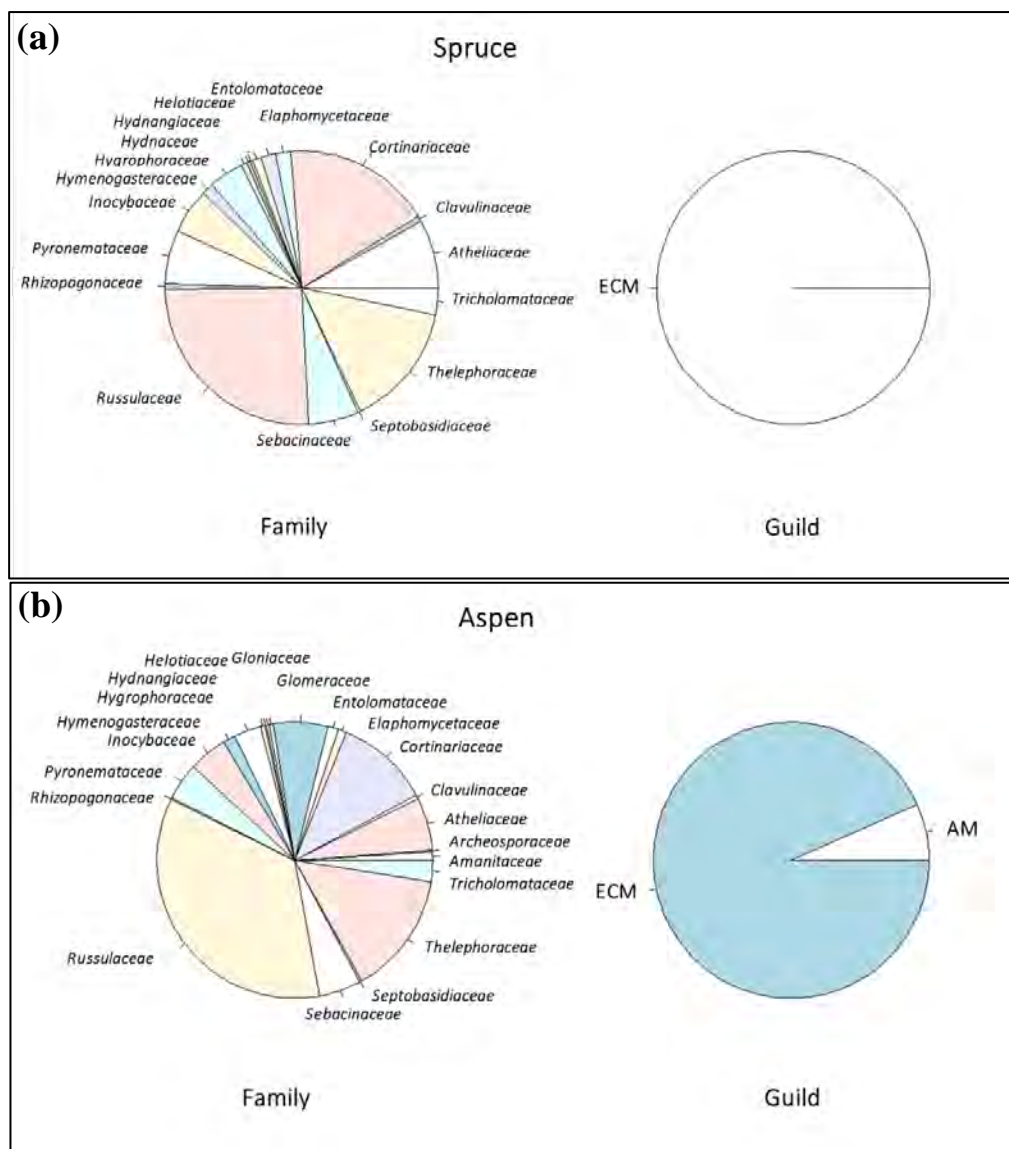 (a)
Spruce
Entolomataceae
Helotiaceae
Elaphomycetaceae
Hydnangiaceae
Hydnaceae
Cortinariaceae
Hygrophoraceae
Hymenogasteraceae
Inocybaceae
Clavulinaceae
Pyronemataceae
Atheliaceae
Rhizopogonaceae
Tricholomataceae
ECM
Thelephoraceae
Russulaceae
Septobasidiaceae
Sebacinaceae
Family
Guild
(b)
Aspen
Helotiaceae
Gloniaceae
Hydnangiaceae
Glomeraceae
Hygrophoraceae
Entolomataceae
Hymenogasteraceae
Elaphomycetaceae
Inocybaceae
Cortinariaceae
Pyronemataceae
Clavulinaceae
Rhizopogonaceae
Atheliaceae
AM
Archeosporaceae
Amanitaceae
Tricholomataceae
ECM
Thelephoraceae
Russulaceae
Septobasidiaceae
Sebacinaceae
Family
Guild